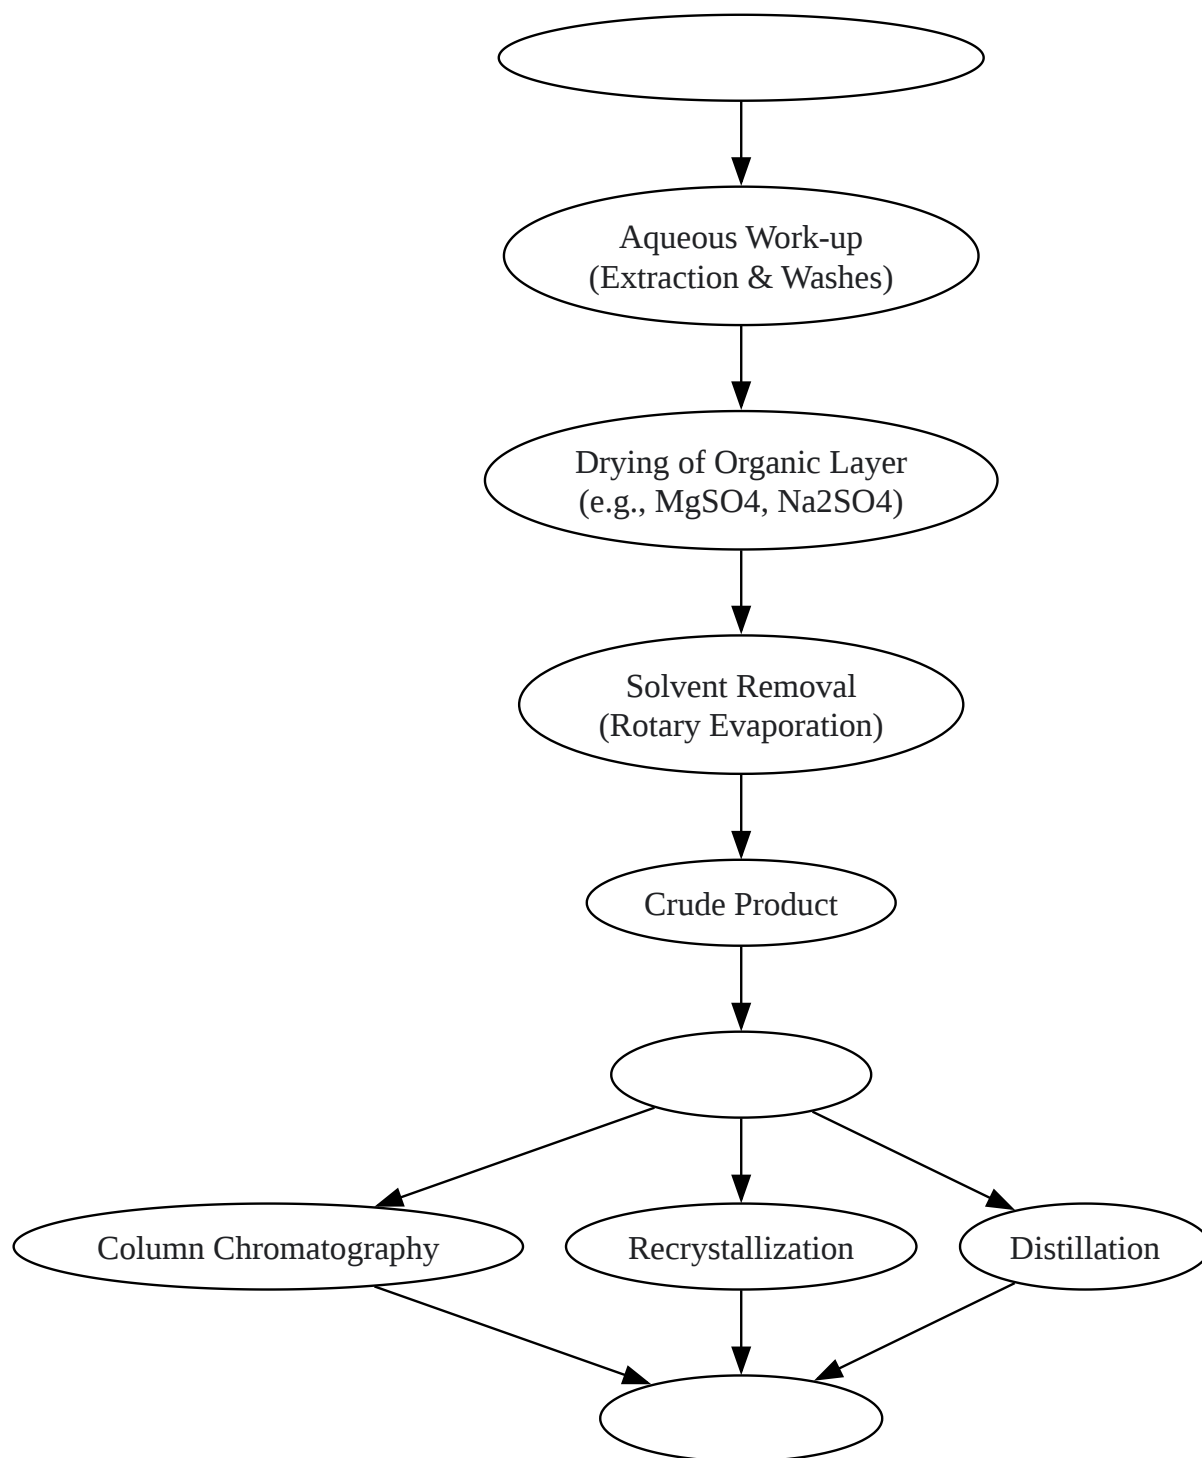 Aqueous Work-up
(Extraction & Washes)
Drying of Organic Layer
(e.g., MgSO4, Na2SO4)
Solvent Removal
(Rotary Evaporation)
Crude Product
Column Chromatography
Recrystallization
Distillation